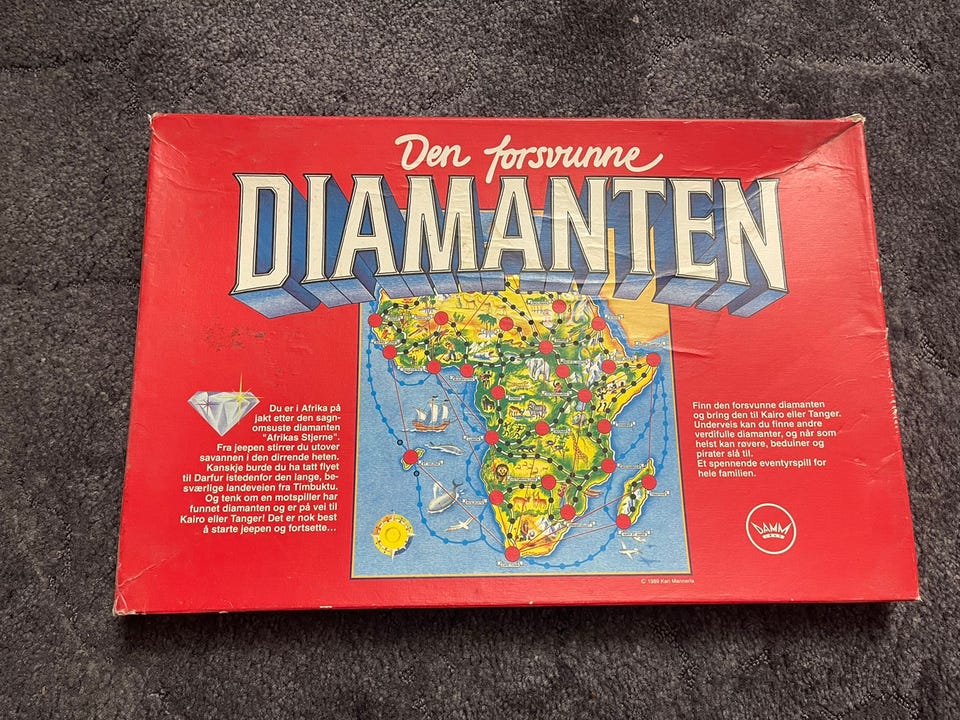 Den forsvunne
DIAMANTEN
Du er i Afrika på
jakt etter den sagn-
omsuste diamanten
"Afrikas Stjerne".
Fra jeepen stirrer du utover
savannen i den dirrende heten.
Kanskje burde du ha tatt flyet
til Darfur istedenfor den lange, be-
sværlige landeveien fra Timbuktu.
Og tenk om en motspiller har
funnet diamanten og er på vei til
Kairo eller Tanger! Det er nok best
å starte jeepen og fortsette...
Finn den forsvunne diamanten
og bring den til Kairo eller Tanger.
Underveis kan du finne andre
verdifulle diamanter, og når som
helst kan røvere, beduiner og
pirater slå til.
Et spennende eventyrspill for
hele familien.
DAMM
© 1989 Kari Mannerla